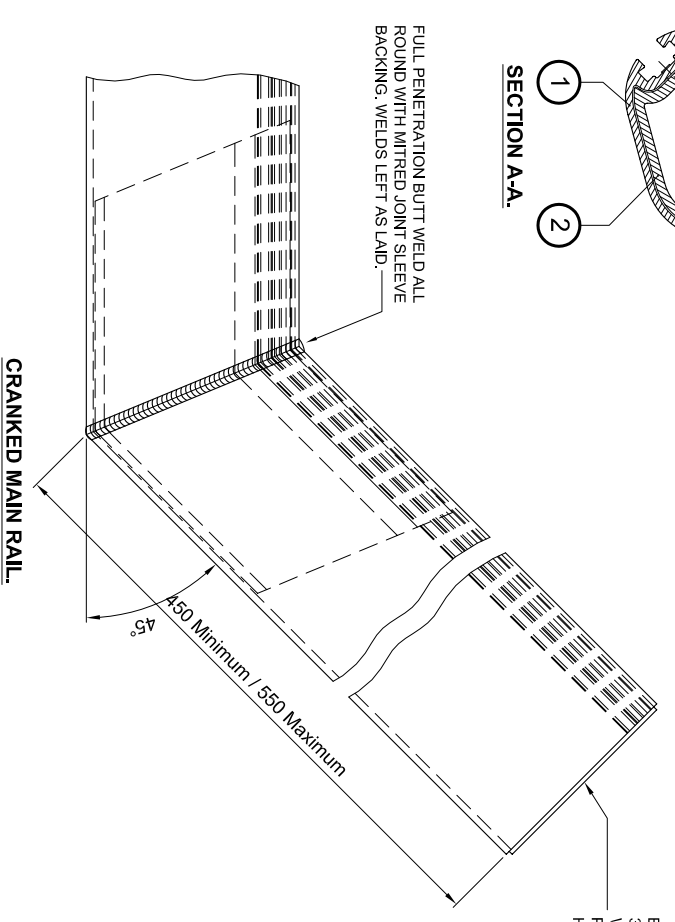 FULL PENETRATION BUTT WELD ALL
ROUND WITH MITRED JOINT SLEEVE
BACKING. WELDS LEFT AS LAID.
SECTION A-A.
1
2
CRANKED MAIN RAIL.
45°
450 Minimum / 550 Maximum